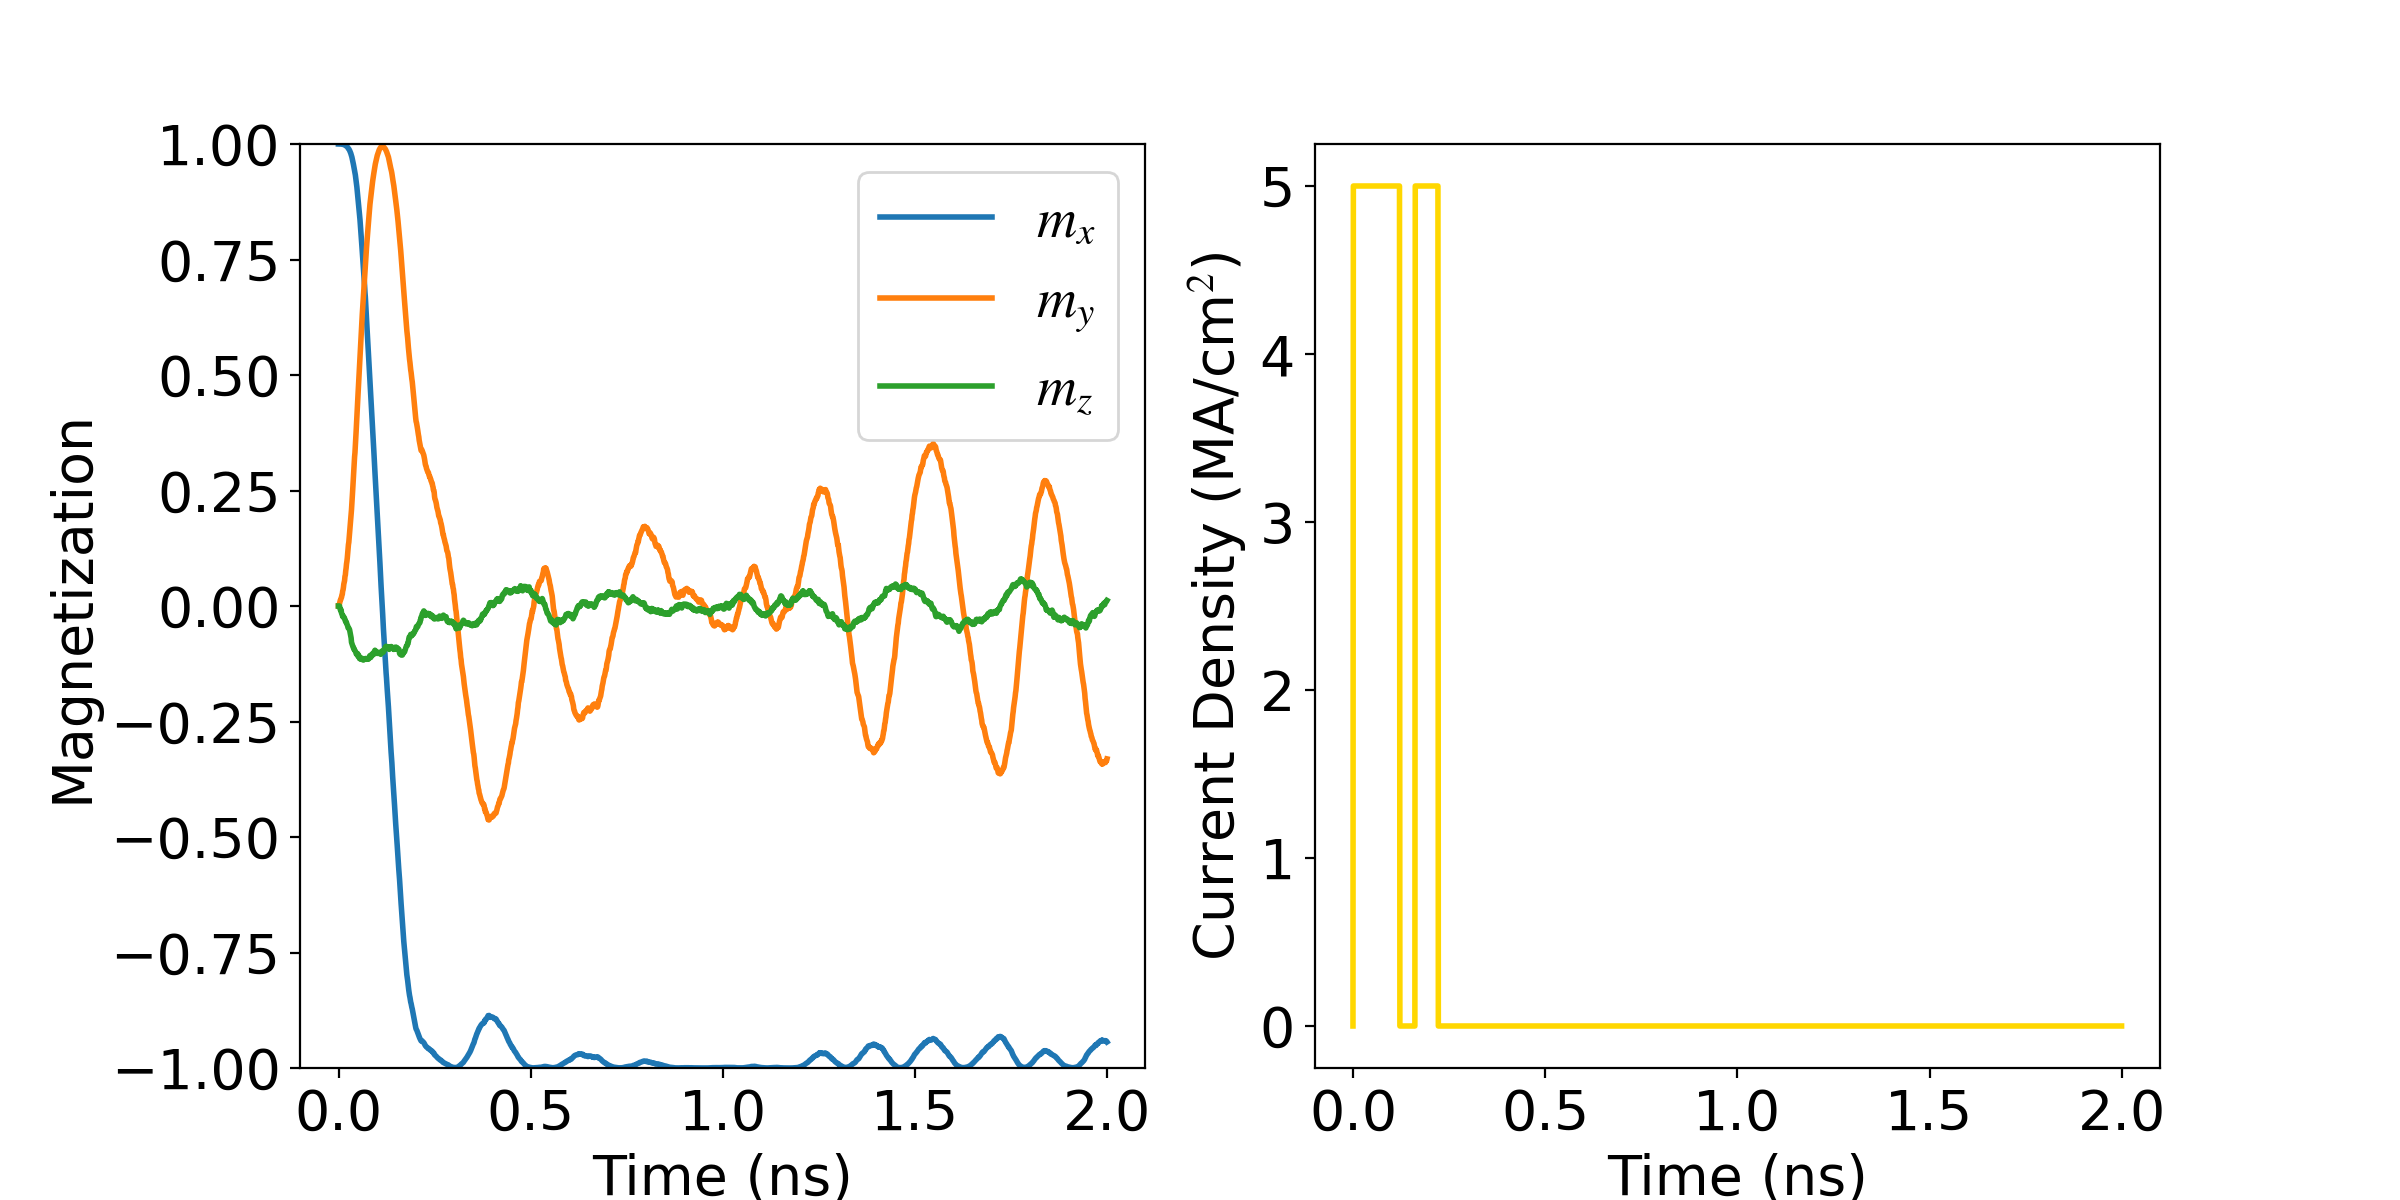 1.00
0.75
0.50
0.25
0.00
−0.25
−0.50
−0.75
−1.00
Magnetization
0.0 0.5 1.0 1.5 2.0
Time (ns)
m_x
m_y
m_z
5
4
3
2
1
0
Current Density (MA/cm²)
0.0 0.5 1.0 1.5 2.0
Time (ns)